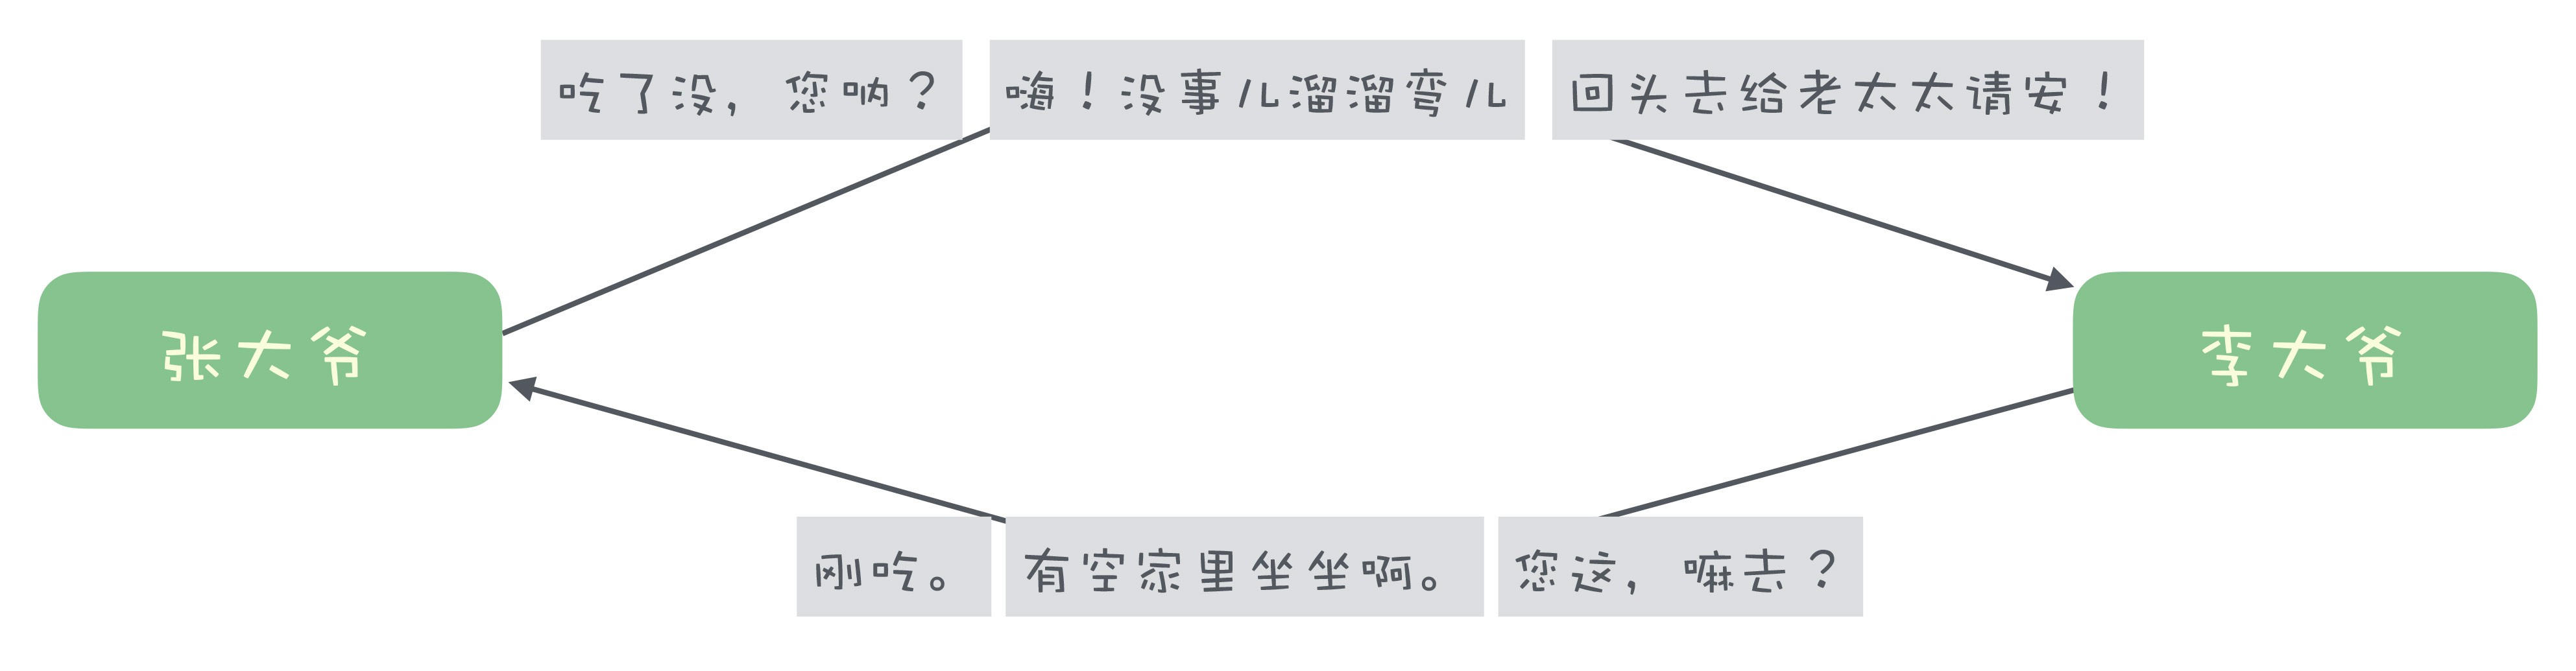 吃了没，您呐？
嗨！没事儿溜溜弯儿
回头去给老太太请安！
张大爷
李大爷
刚吃。
有空家里坐坐啊。
您这，嘛去？